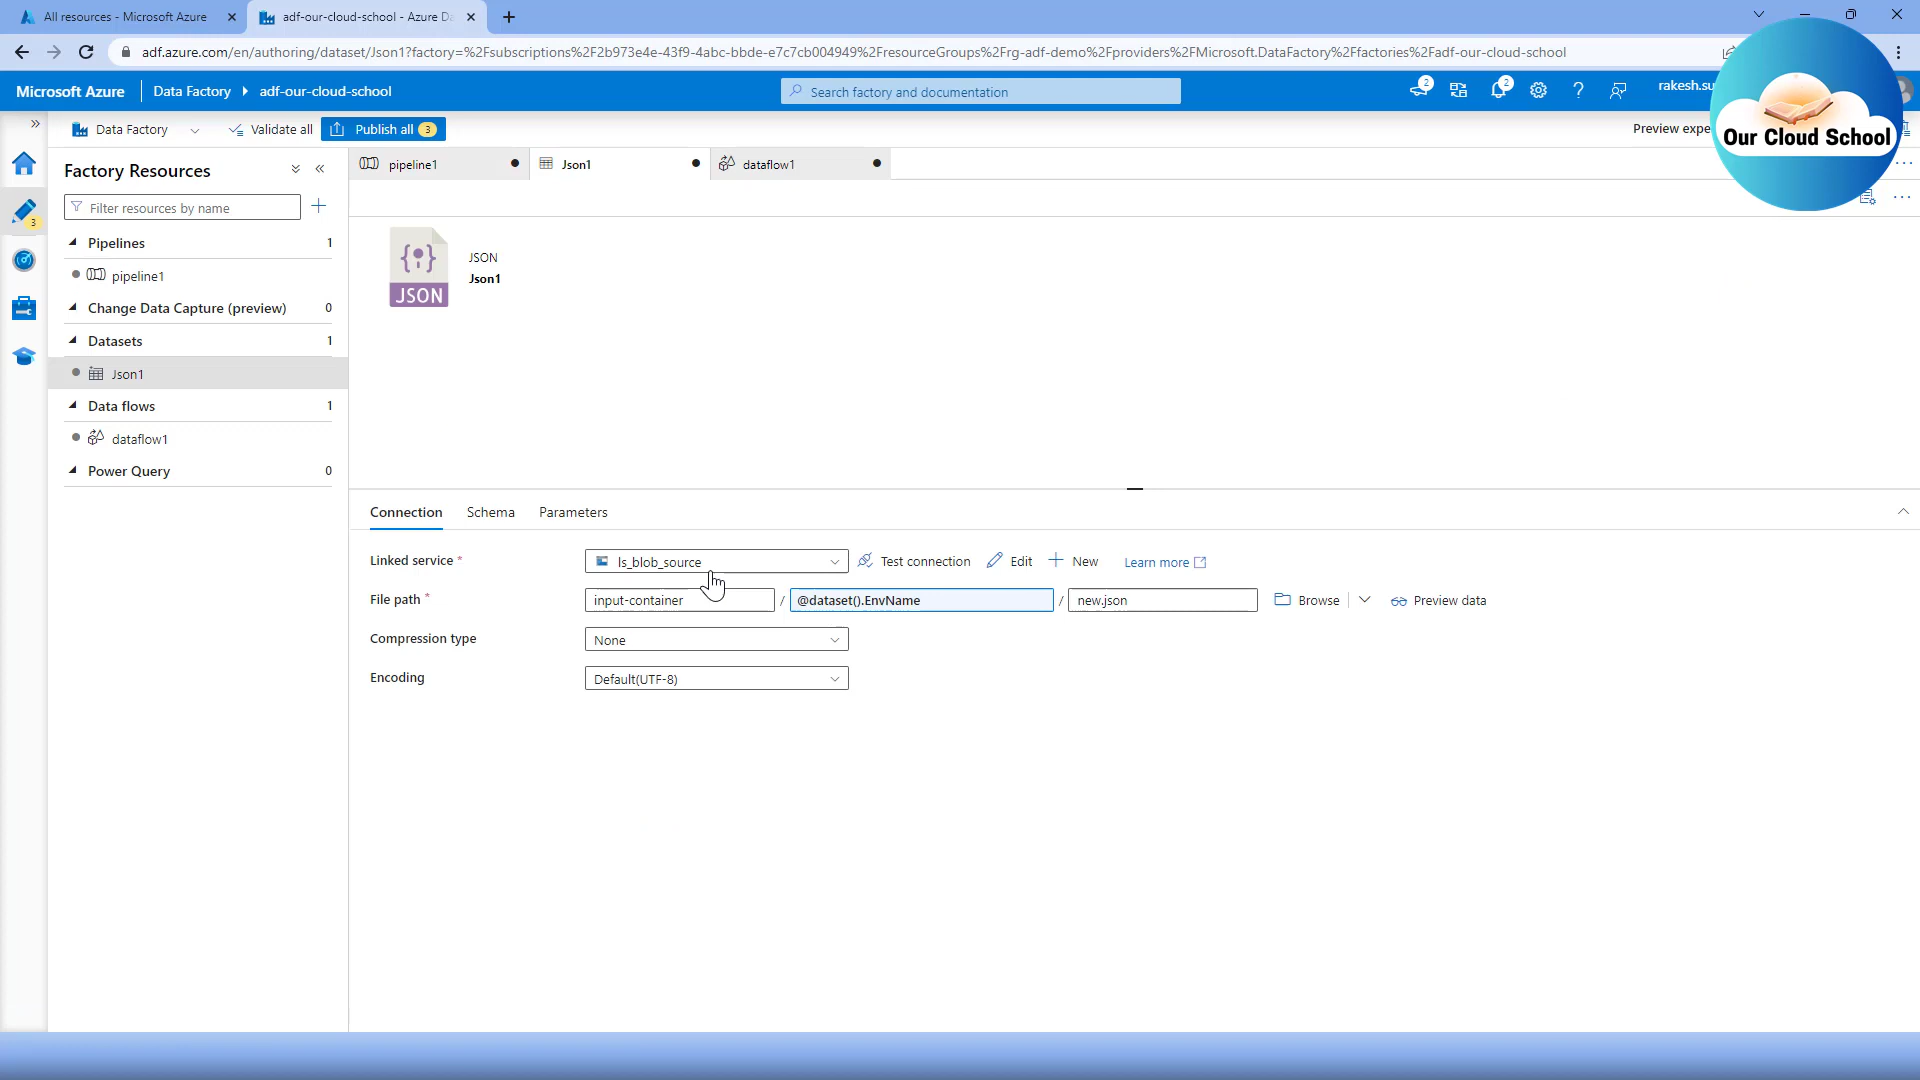 All resources - Microsoft Azure
adf-our-cloud-school - Azure Da
adf.azure.com/en/authoring/dataset/Json1?factory=%2Fsubscriptions%2F2b973e4e-43f9-4abc-bbde-e7c7cb004949%2FresourceGroups%2Frg-adf-demo%2Fproviders%2FMicrosoft.DataFactory%2Ffactories%2Fadf-our-cloud-school
Microsoft Azure
Data Factory
adf-our-cloud-school
Search factory and documentation
2
2
rakesh.su
Our Cloud School
Data Factory
Validate all
Publish all
3
Preview expe
Factory Resources
pipeline1
Json1
dataflow1
3
Filter resources by name
Pipelines
1
pipeline1
Change Data Capture (preview)
0
Datasets
1
Json1
Data flows
1
dataflow1
Power Query
0
JSON
JSON
Json1
Connection
Schema
Parameters
Linked service *
ls_blob_source
Test connection
Edit
New
Learn more
File path *
input-container
/
@dataset().EnvName
/
new.json
Browse
Preview data
Compression type
None
Encoding
Default(UTF-8)